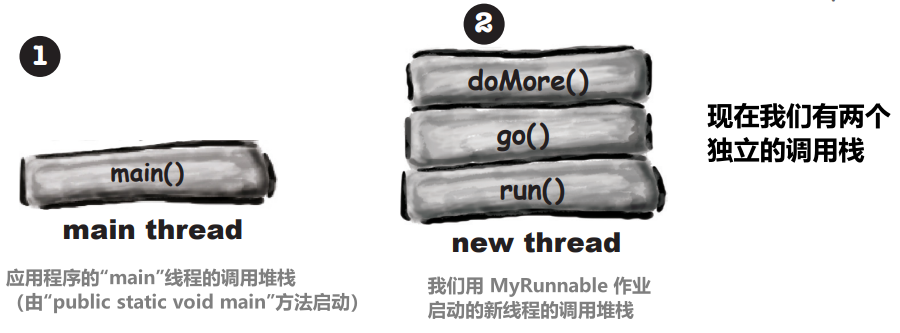 1
main()
main thread
应用程序的“main”线程的调用堆栈
（由“public static void main”方法启动）
2
doMore()
go()
run()
new thread
我们用 MyRunnable 作业
启动的新线程的调用堆栈
现在我们有两个
独立的调用栈